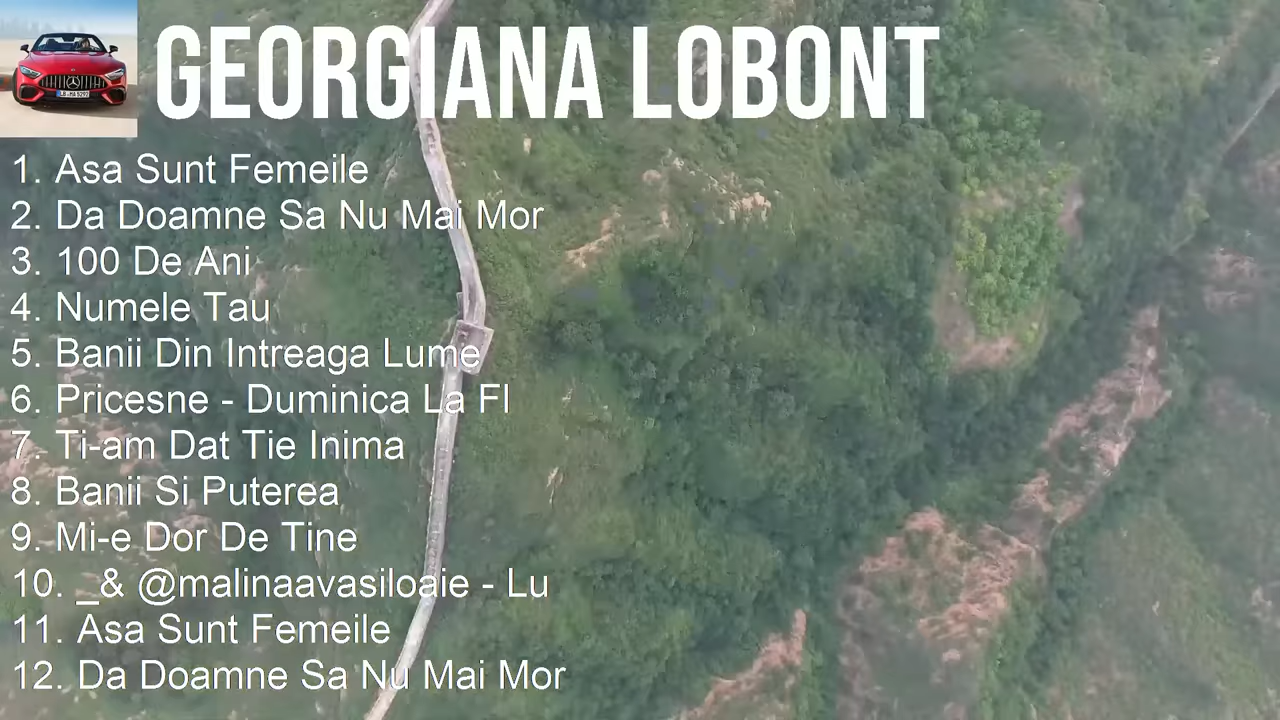 GEORGIANA LOBONT
1. Asa Sunt Femeile
2. Da Doamne Sa Nu Mai Mor
3. 100 De Ani
4. Numele Tau
5. Banii Din Intreaga Lume
6. Pricesne - Duminica La Fl
7. Ti-am Dat Tie Inima
8. Banii Si Puterea
9. Mi-e Dor De Tine
10. _& @malinaavasiloaie - Lu
11. Asa Sunt Femeile
12. Da Doamne Sa Nu Mai Mor